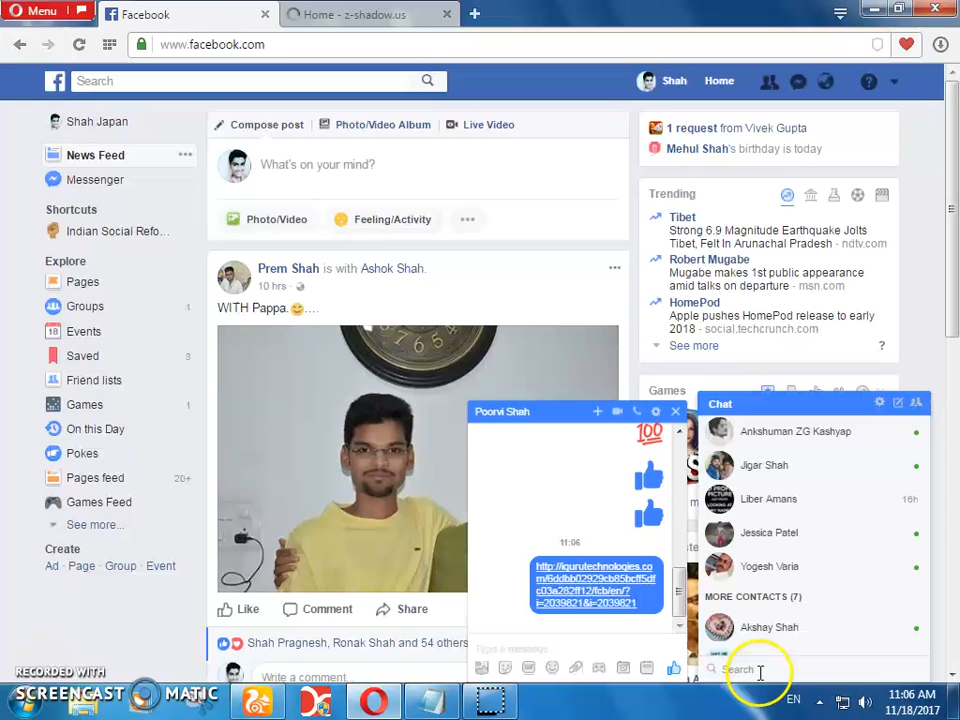 Menu
Facebook
Home - z-shadow.us
www.facebook.com
Search
Shah
Home
Shah Japan
News Feed
Messenger
Shortcuts
Indian Social Refo...
Explore
Pages
Groups
1
Events
18
Saved
3
Friend lists
Games
1
On this Day
Pokes
Pages feed
20+
Games Feed
See more...
Create
Ad · Page · Group · Event
Compose post
Photo/Video Album
Live Video
What's on your mind?
Photo/Video
Feeling/Activity
Prem Shah is with Ashok Shah.
10 hrs ·
WITH Pappa.😊....
Like
Comment
Share
Shah Pragnesh, Ronak Shah and 54 others
Write a comment...
1 request from Vivek Gupta
Mehul Shah's birthday is today
Trending
Tibet
Strong 6.9 Magnitude Earthquake Jolts
Tibet, Felt In Arunachal Pradesh - ndtv.com
Robert Mugabe
Mugabe makes 1st public appearance
amid talks on departure - msn.com
HomePod
Apple pushes HomePod release to early
2018 - social.techcrunch.com
See more
?
Games
Poorvi Shah
100
11:06
http://igurutechnologies.co
m/6ddbb02929cb85bcff5df
c03a282ff12/fcb/en/?
i=2039821&i=2039821
Type a message...
Chat
Ankshuman ZG Kashyap
Jigar Shah
Liber Amans
16h
Jessica Patel
Yogesh Varia
MORE CONTACTS (7)
Akshay Shah
Search
RECORDED WITH
SCREENCAST MATIC
EN
11:06 AM
11/18/2017